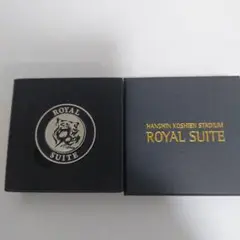 ROYAL
SUITE
HANSHIN KOSHIEN STADIUM
ROYAL SUITE